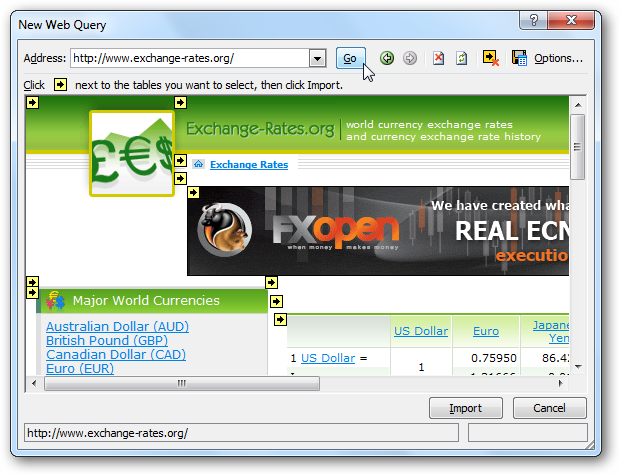 New Web Query
Address: http://www.exchange-rates.org/ Go Options...
Click next to the tables you want to select, then click Import.
£€$ Exchange-Rates.org world currency exchange rates
and currency exchange rate history
Exchange Rates
FXopen
when money makes money
We have created wha
REAL ECN
executio
Major World Currencies
Australian Dollar (AUD)
British Pound (GBP)
Canadian Dollar (CAD)
Euro (EUR)
US Dollar Euro Japane
Yen
1 US Dollar = 1 0.75950 86.42
Import Cancel
http://www.exchange-rates.org/